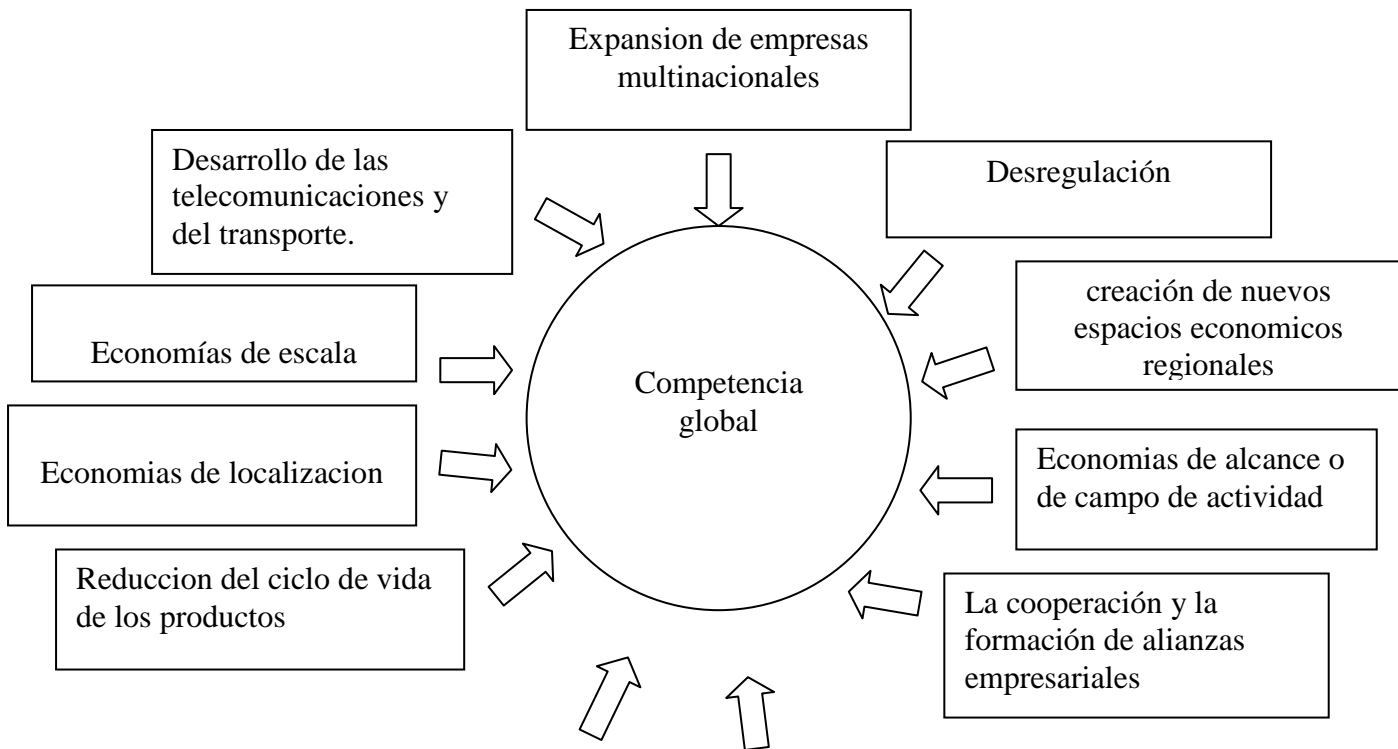 Expansion de empresas
multinacionales
Desarrollo de las
telecomunicaciones y
del transporte.
Desregulación
Economías de escala
creación de nuevos
espacios economicos
regionales
Competencia
global
Economias de localizacion
Economias de alcance o
de campo de actividad
Reduccion del ciclo de vida
de los productos
La cooperación y la
formación de alianzas
empresariales